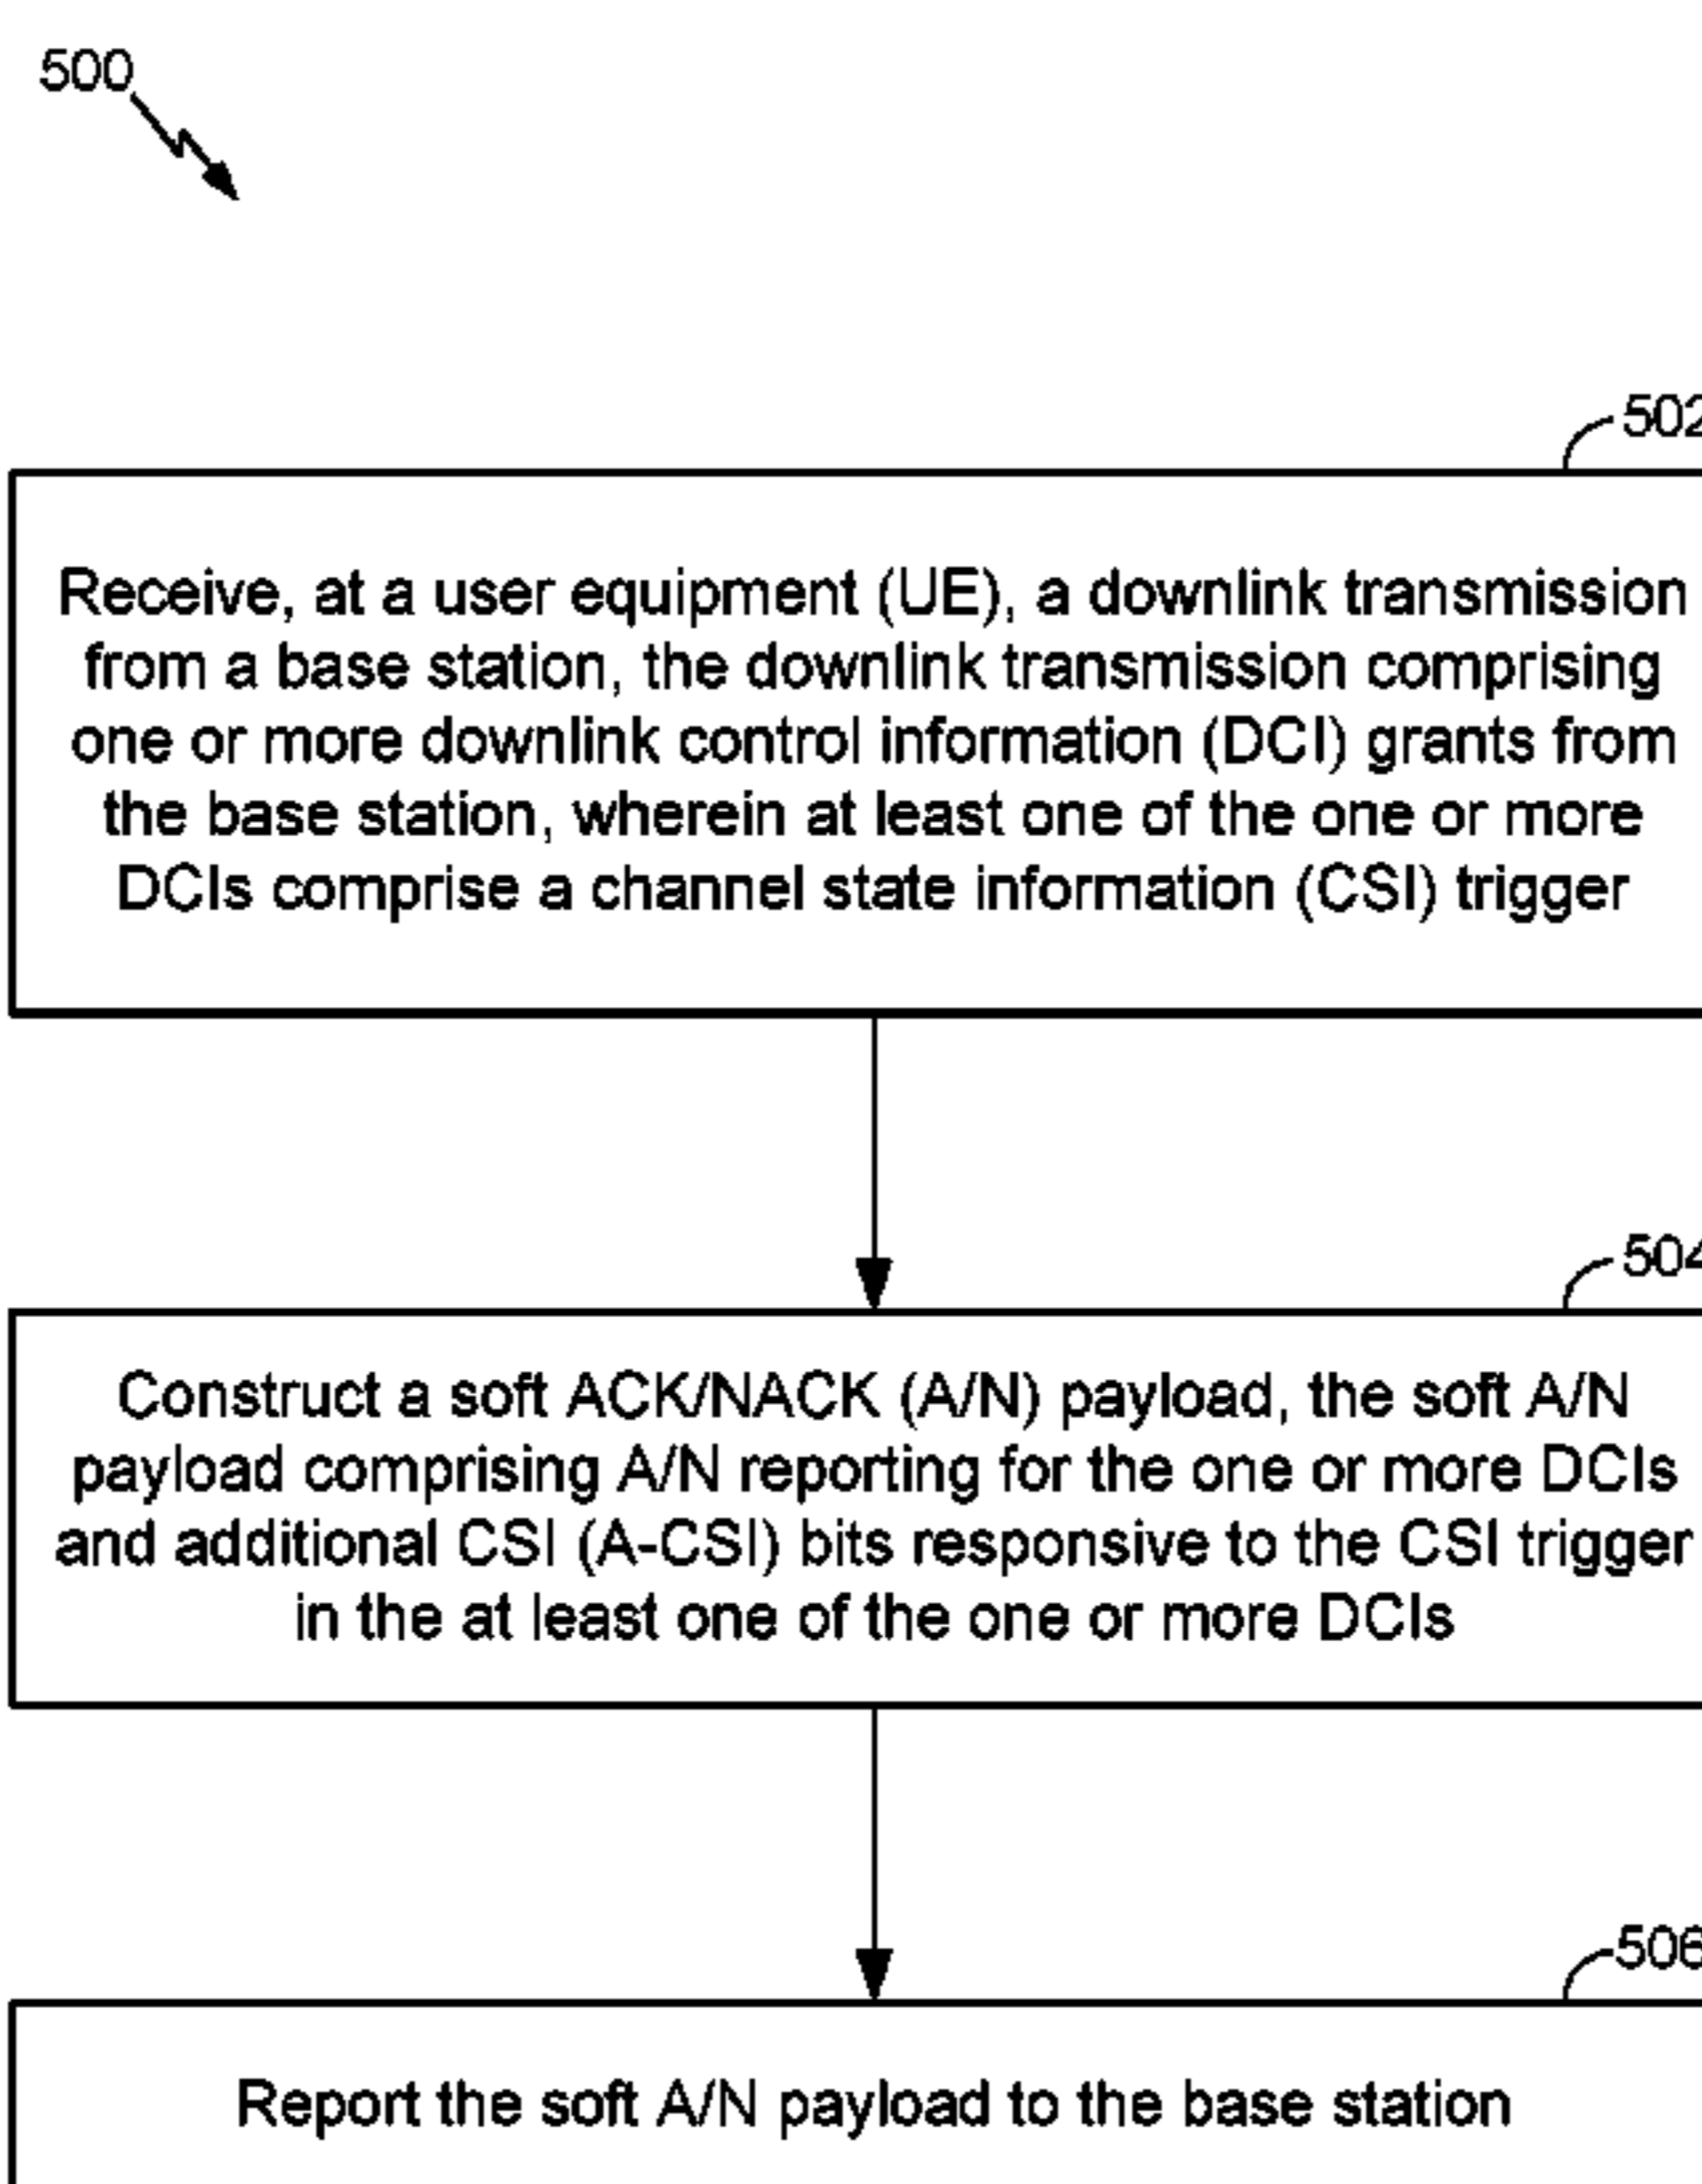 500
502
Receive, at a user equipment (UE), a downlink transmission
from a base station, the downlink transmission comprising
one or more downlink control information (DCI) grants from
the base station, wherein at least one of the one or more
DCIs comprise a channel state information (CSI) trigger
504
Construct a soft ACK/NACK (A/N) payload, the soft A/N
payload comprising A/N reporting for the one or more DCIs
and additional CSI (A-CSI) bits responsive to the CSI trigger
in the at least one of the one or more DCIs
506
Report the soft A/N payload to the base station